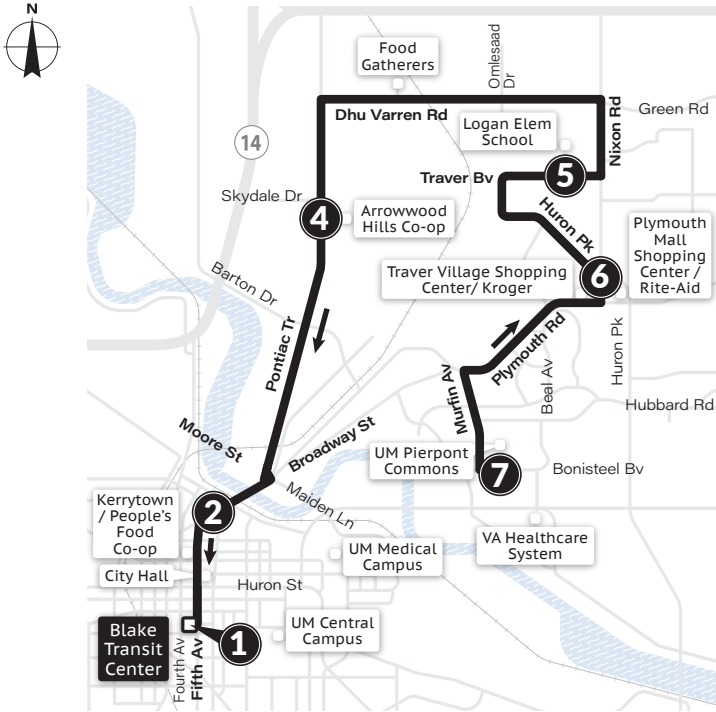 N
Food
Gatherers
Omlesaad
Dr
Dhu Varren Rd
Nixon Rd
Green Rd
Logan Elem
School
14
Traver Bv
5
Skydale Dr
4
Arrowwood
Hills Co-op
Huron Pk
Plymouth
Mall
Shopping
Center /
Rite-Aid
Traver Village Shopping
Center/ Kroger
6
Barton Dr
Pontiac Tr
Plymouth Rd
Huron Pk
Murfin Av
Beal Av
Hubbard Rd
Moore St
Broadway St
UM Pierpont
Commons
7
Bonisteel Bv
Maiden Ln
Kerrytown
/ People's
Food
Co-op
2
VA Healthcare
System
UM Medical
Campus
City Hall
Huron St
Blake
Transit
Center
1
UM Central
Campus
Fourth Av
Fifth Av